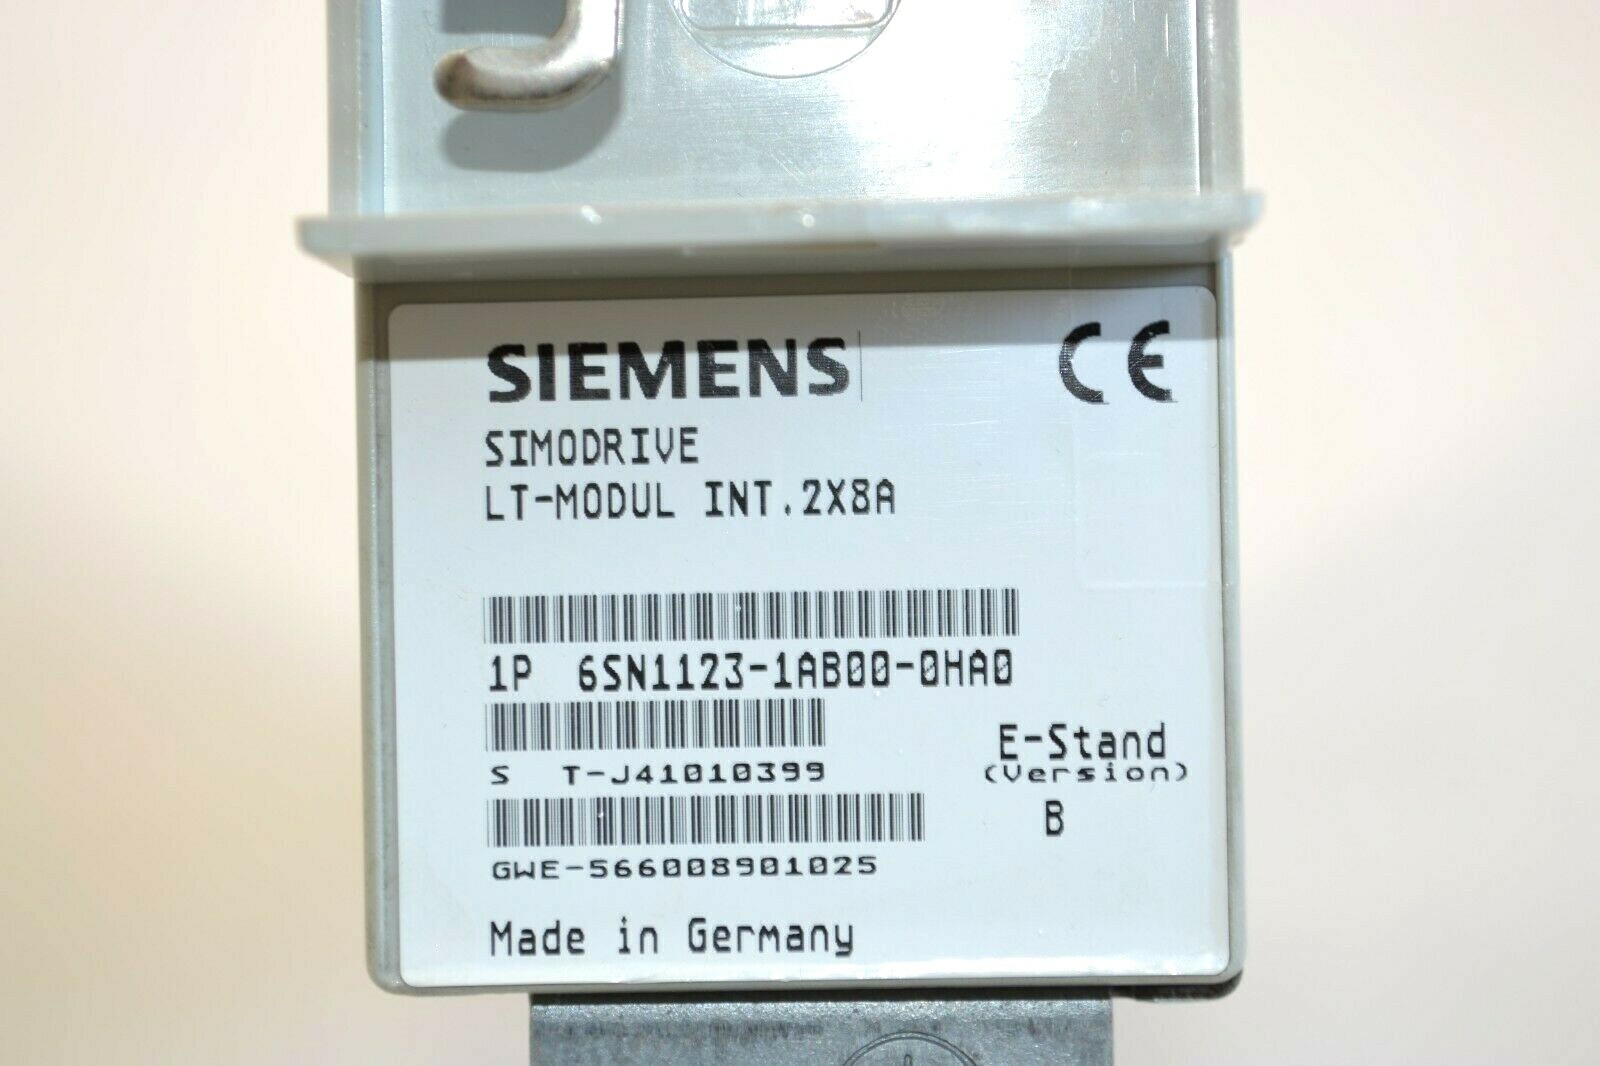 SIEMENS
CE
SIMODRIVE
LT-MODUL INT.2X8A
1P 6SN1123-1AB00-0HA0
S T-J41010399
E-Stand
(Version)
B
GWE-566008901025
Made in Germany